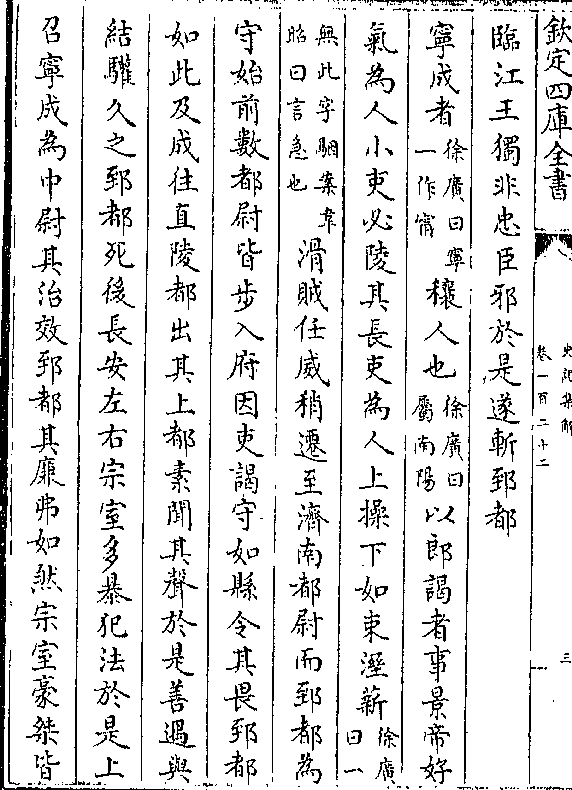 欽定四庫全書
史記集解
卷一百二十二
三
臨江王獨非忠臣邪於是遂斬郅都
寧成者徐廣曰寧一作甯穰人也徐廣曰屬南陽以郎謁者事景帝好
氣為人小吏必陵其長吏為人上操下如束溼薪徐廣曰一
無此字駰案韋昭曰言急也滑賊任威稍遷至濟南都尉而郅都為
守始前數都尉皆步入府因吏謁守如縣令其畏郅都
如此及成往直陵都出其上都素聞其聲於是善遇與
結驩久之郅都死後長安左右宗室多暴犯法於是上
召寧成為中尉其治效郅都其廉弗如然宗室豪桀皆